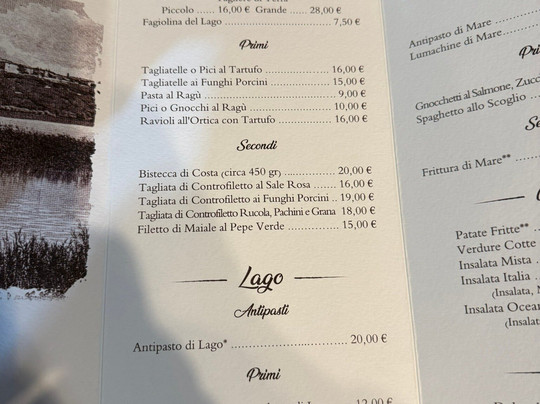 Piccolo ...... 16,00 € Grande ...... 28,00 €
Fagiolina del Lago ........................ 7,50 €
Primi
Tagliatelle o Pici al Tartufo .................. 16,00 €
Tagliatelle ai Funghi Porcini ................ 15,00 €
Pasta al Ragù ..................................... 9,00 €
Pici o Gnocchi al Ragù ....................... 10,00 €
Ravioli all'Ortica con Tartufo .............. 16,00 €
Secondi
Bistecca di Costa (circa 450 gr) ............. 20,00 €
Tagliata di Controfiletto al Sale Rosa ....... 16,00 €
Tagliata di Controfiletto ai Funghi Porcini .. 19,00 €
Tagliata di Controfiletto Rucola, Pachini e Grana 18,00 €
Filetto di Maiale al Pepe Verde ............... 15,00 €
Lago
Antipasti
Antipasto di Lago* .............................. 20,00 €
Primi
12,00 €
Antipasto di Mare ............
Lumachine di Mare.........
Gnocchetti al Salmone, Zucc
Spaghetto allo Scoglio ........
Frittura di Mare** .............
Patate Fritte** ....
Verdure Cotte
Insalata Mista ...
Insalata Italia ...
(Insalata,
Insalata Ocean
(Insalat